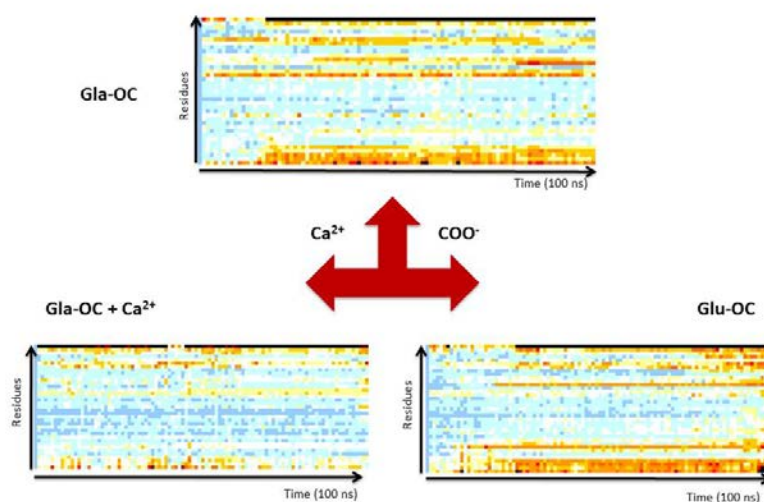 Gla-OC
Residues
Time (100 ns)
Ca²⁺
COO⁻
Gla-OC + Ca²⁺
Glu-OC
Residues
Residues
Time (100 ns)
Time (100 ns)